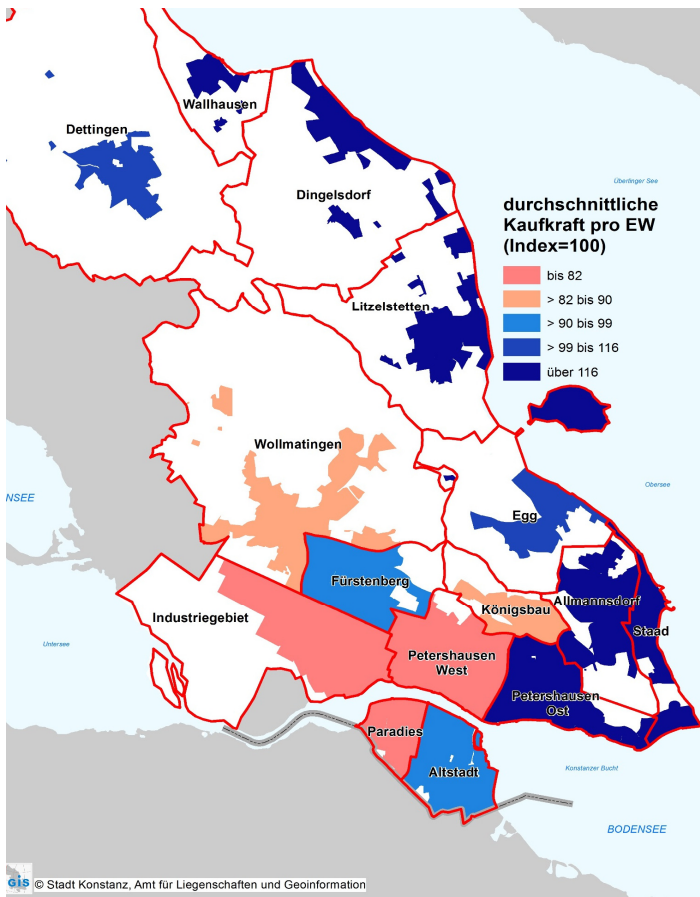 Wallhausen
Dettingen
Überlinger See
Dingelsdorf
durchschnittliche
Kaufkraft pro EW
(Index=100)
bis 82
> 82 bis 90
> 90 bis 99
> 99 bis 116
über 116
Litzelstetten
Wollmatingen
Obersee
NSEE
Egg
Fürstenberg
Königsbau
Allmannsdorf
Industriegebiet
Staad
Untersee
Petershausen
West
Petershausen
Ost
Paradies
Altstadt
Konstanzer Bucht
BODENSEE
GIS © Stadt Konstanz, Amt für Liegenschaften und Geoinformation